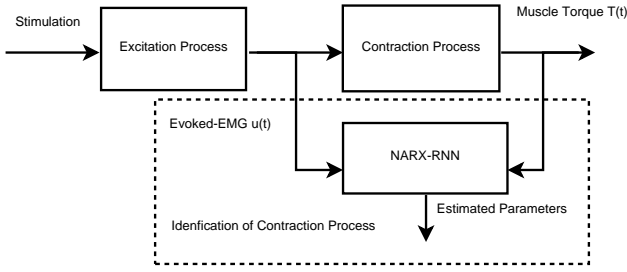 Stimulation
Excitation Process
Contraction Process
Muscle Torque T(t)
Evoked-EMG u(t)
NARX-RNN
Estimated Parameters
Idenfication of Contraction Process